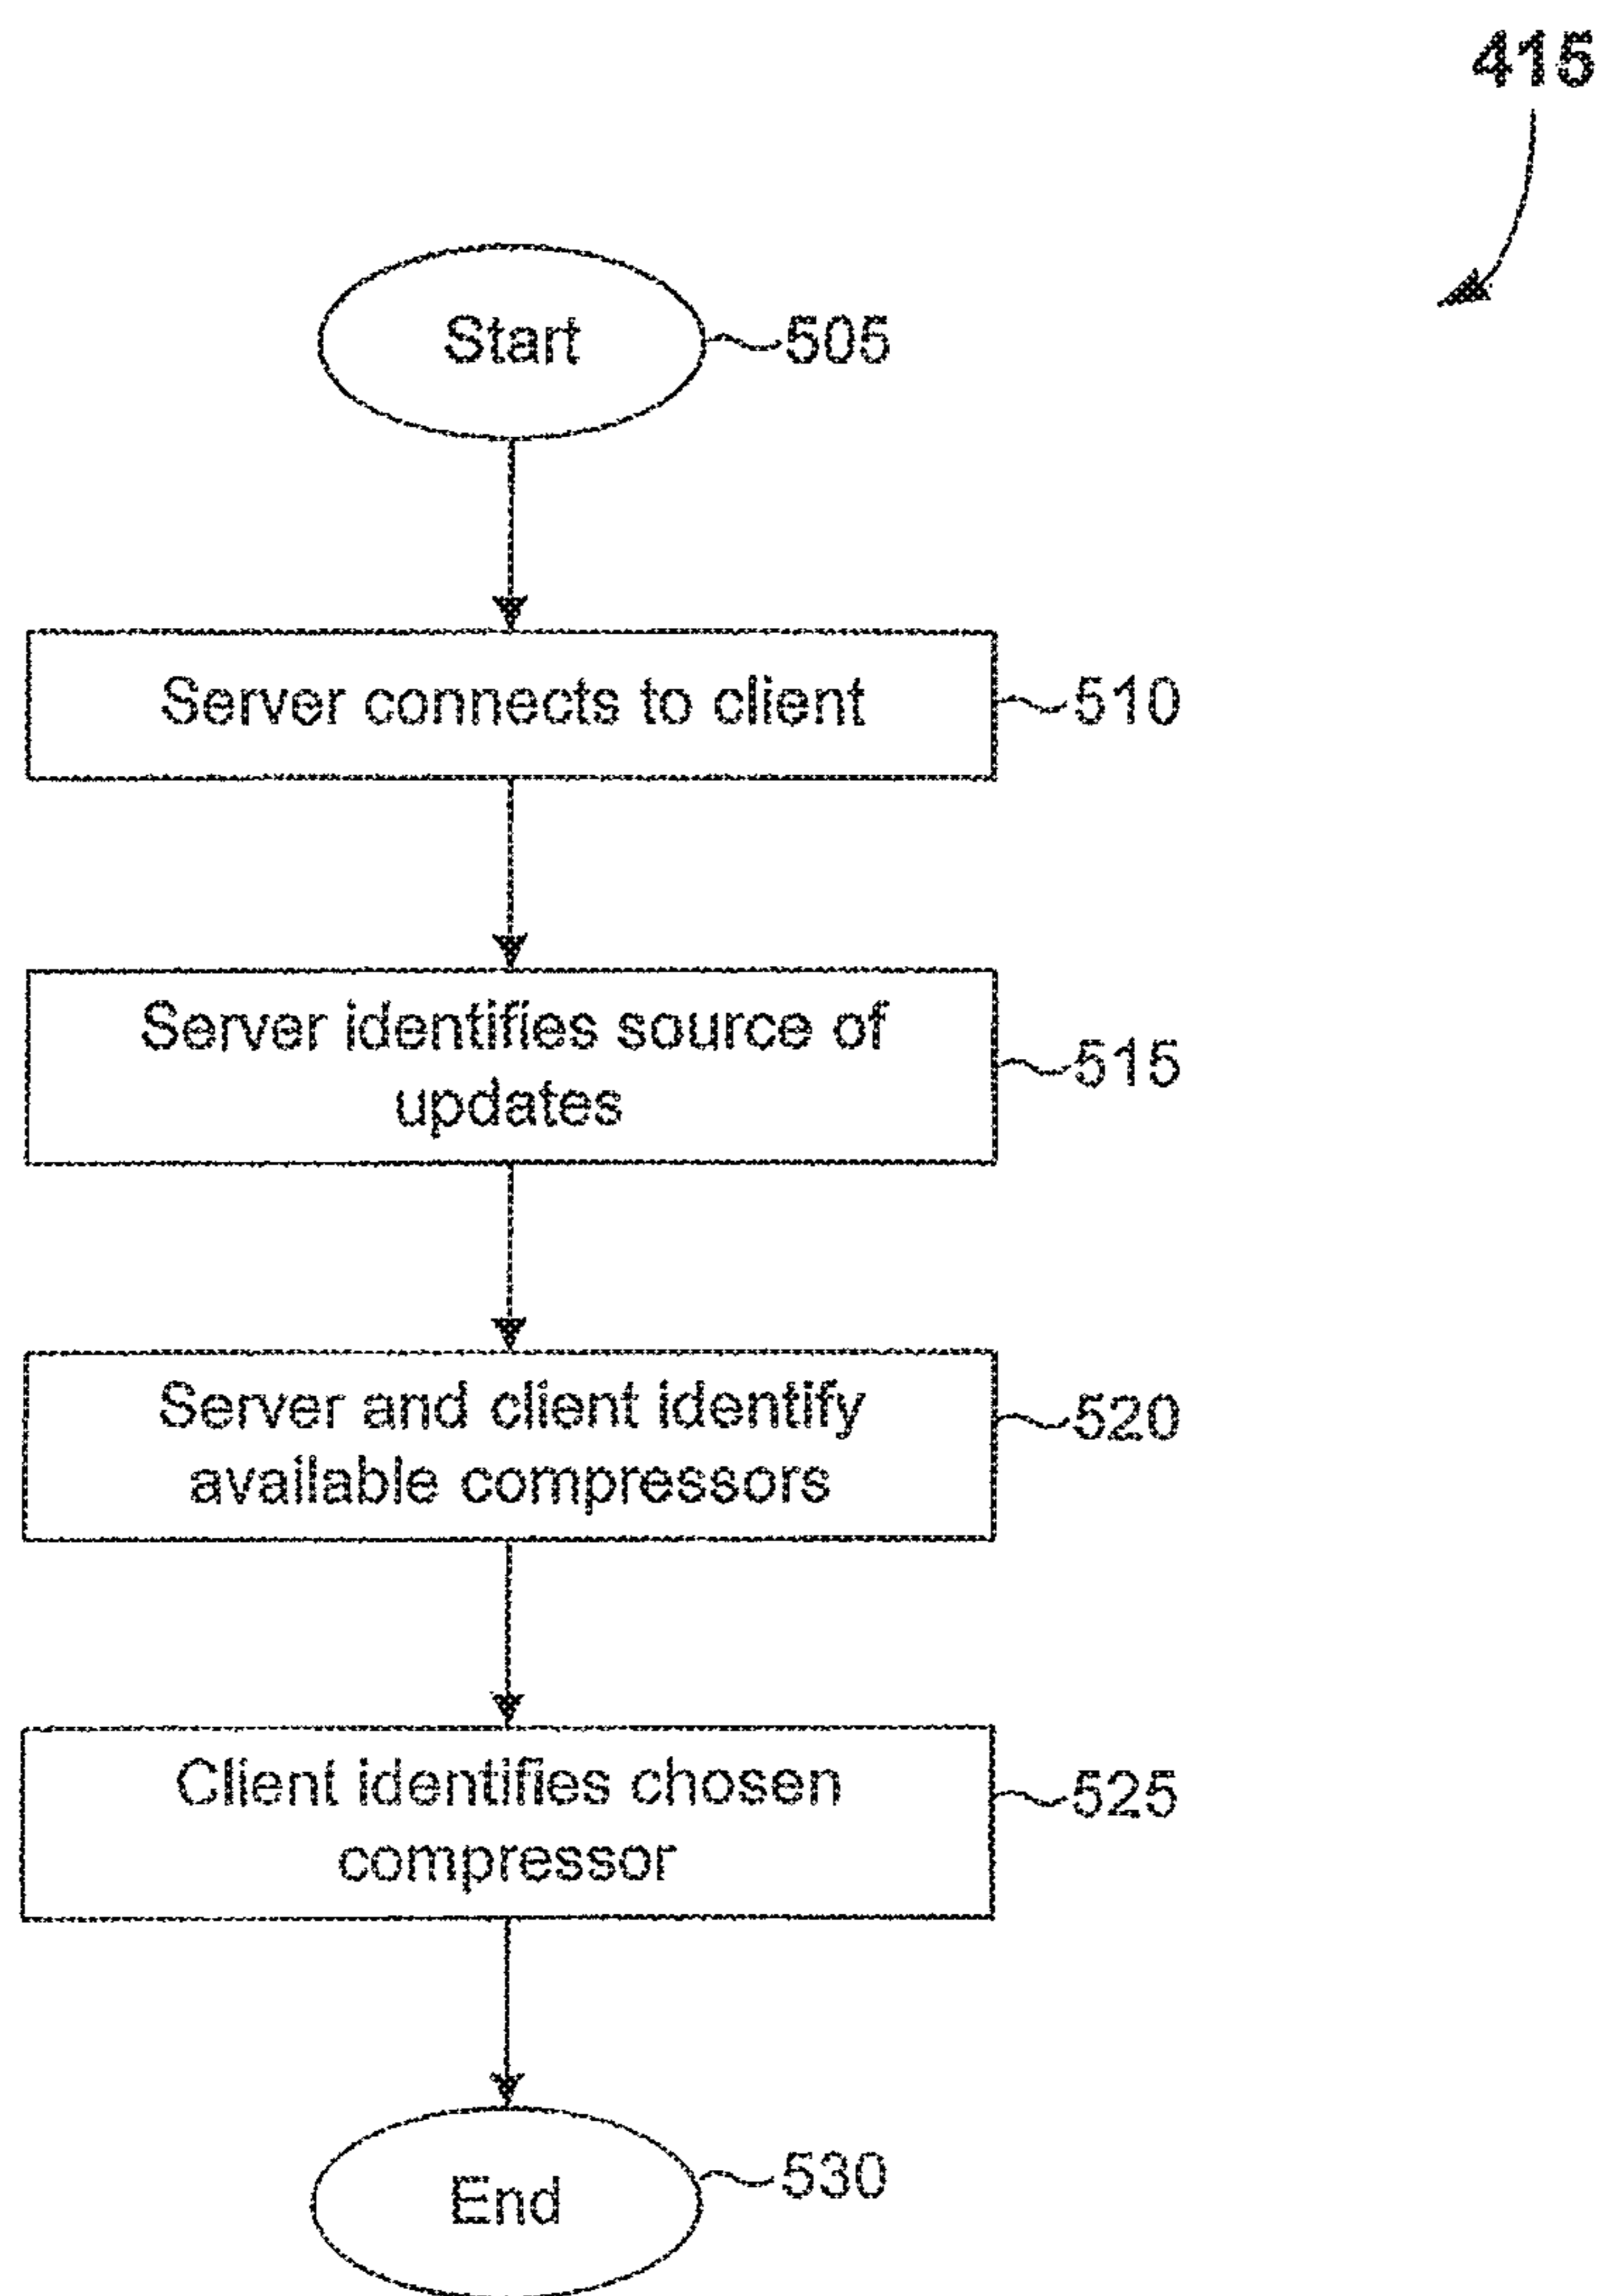 415
Start
505
Server connects to client
510
Server identifies source of
updates
515
Server and client identify
available compressors
520
Client identifies chosen
compressor
525
End
530